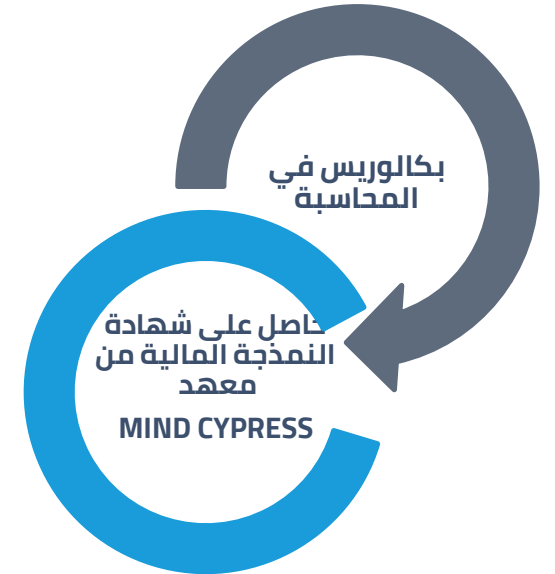 بكالوريس في
المحاسبة
حاصل على شهادة
النمذجة المالية من
معهد
MIND CYPRESS